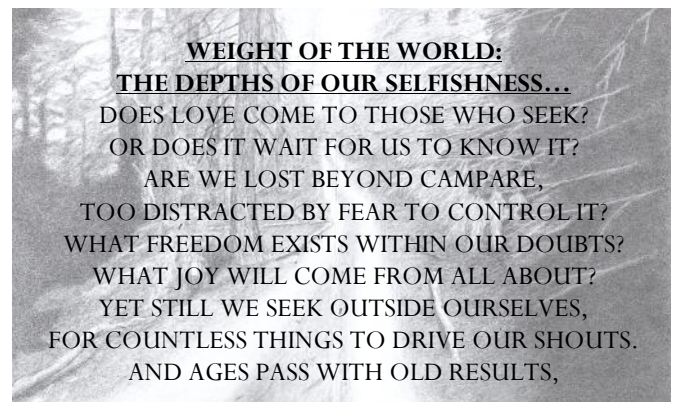 WEIGHT OF THE WORLD:
THE DEPTHS OF OUR SELFISHNESS…
DOES LOVE COME TO THOSE WHO SEEK?
OR DOES IT WAIT FOR US TO KNOW IT?
ARE WE LOST BEYOND CAMPARE,
TOO DISTRACTED BY FEAR TO CONTROL IT?
WHAT FREEDOM EXISTS WITHIN OUR DOUBTS?
WHAT JOY WILL COME FROM ALL ABOUT?
YET STILL WE SEEK OUTSIDE OURSELVES,
FOR COUNTLESS THINGS TO DRIVE OUR SHOUTS.
AND AGES PASS WITH OLD RESULTS,